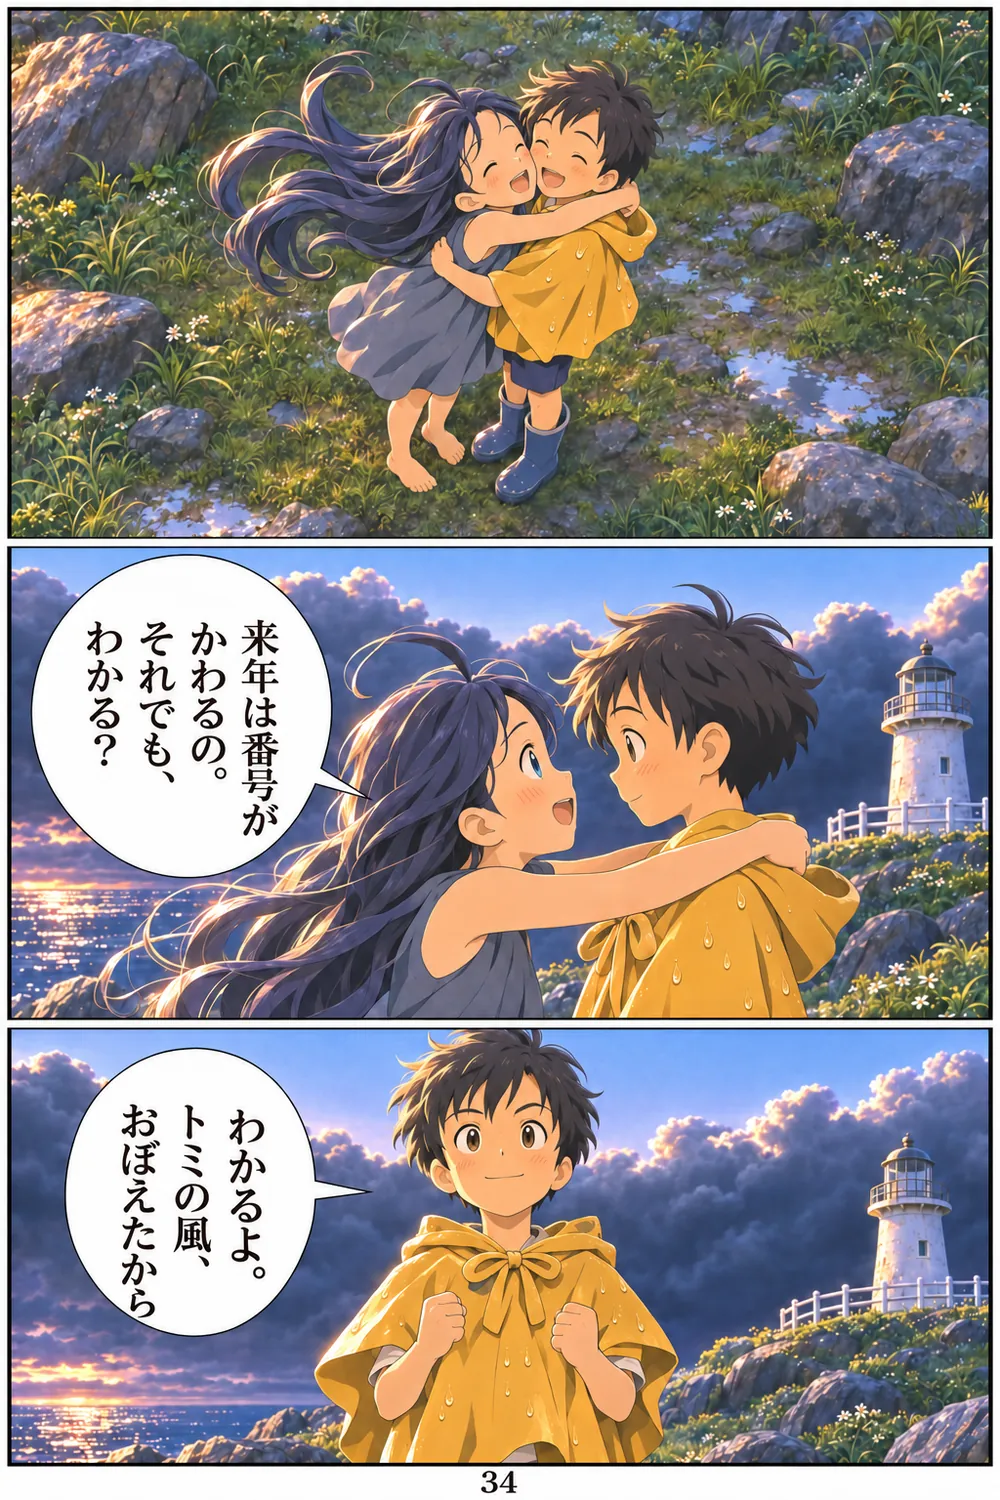 来年は番号が
かわるの。
それでも、
わかる？
わかるよ。
トミの風、
おぼえたから
34